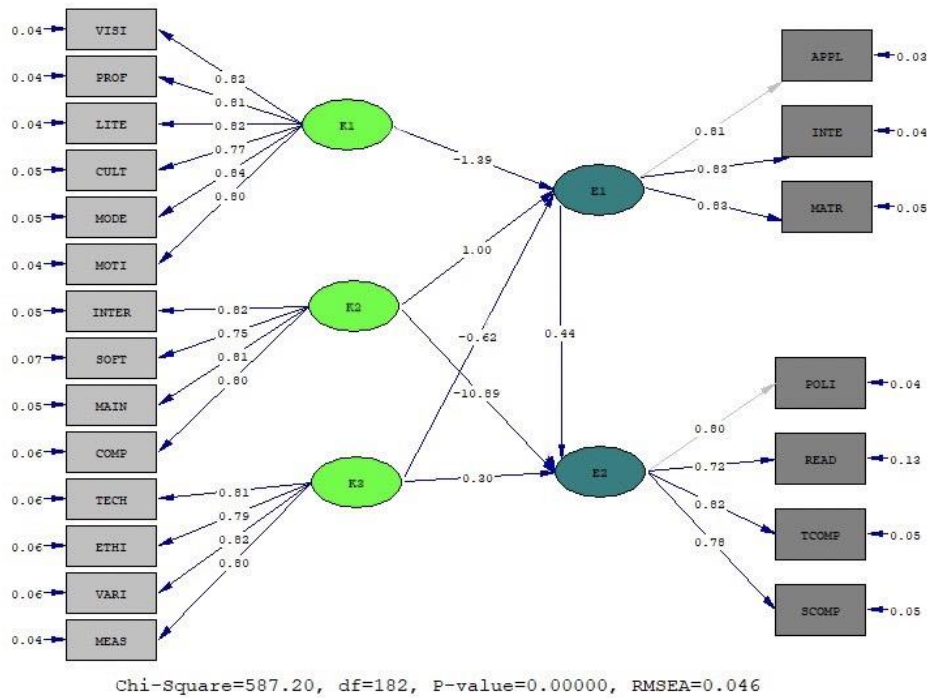 0.04 VISI
0.04 PROF
0.04 LITE
0.05 CULT
0.05 MODE
0.04 MOTI
0.05 INTER
0.07 SOFT
0.05 MAIN
0.06 COMP
0.06 TECH
0.06 ETHI
0.06 VARI
0.04 MEAS
0.82
0.81
0.82
0.77
0.84
0.80
0.82
0.75
0.81
0.80
0.81
0.79
0.82
0.80
K1
K2
K3
-1.39
1.00
-0.62
-10.89
0.30
0.44
E1
E2
0.81
0.83
0.83
0.80
0.72
0.82
0.78
APPL 0.03
INTE 0.04
MATR 0.05
POLI 0.04
READ 0.13
TCOMP 0.05
SCOMP 0.05
Chi-Square=587.20, df=182, P-value=0.00000, RMSEA=0.046